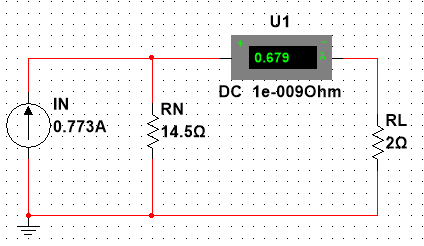 U1
0.679
DC 1e-009Ohm
IN
0.773A
RN
14.5Ω
RL
2Ω